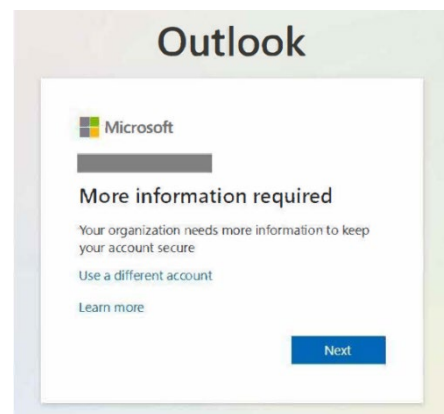 Outlook
Microsoft
More information required
Your organization needs more information to keep
your account secure
Use a different account
Learn more
Next